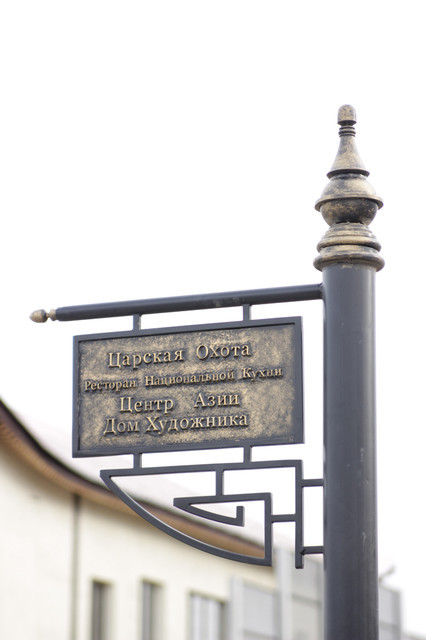 Царская Охота
Ресторан Национальной Кухни
Центр Азии
Дом Художника